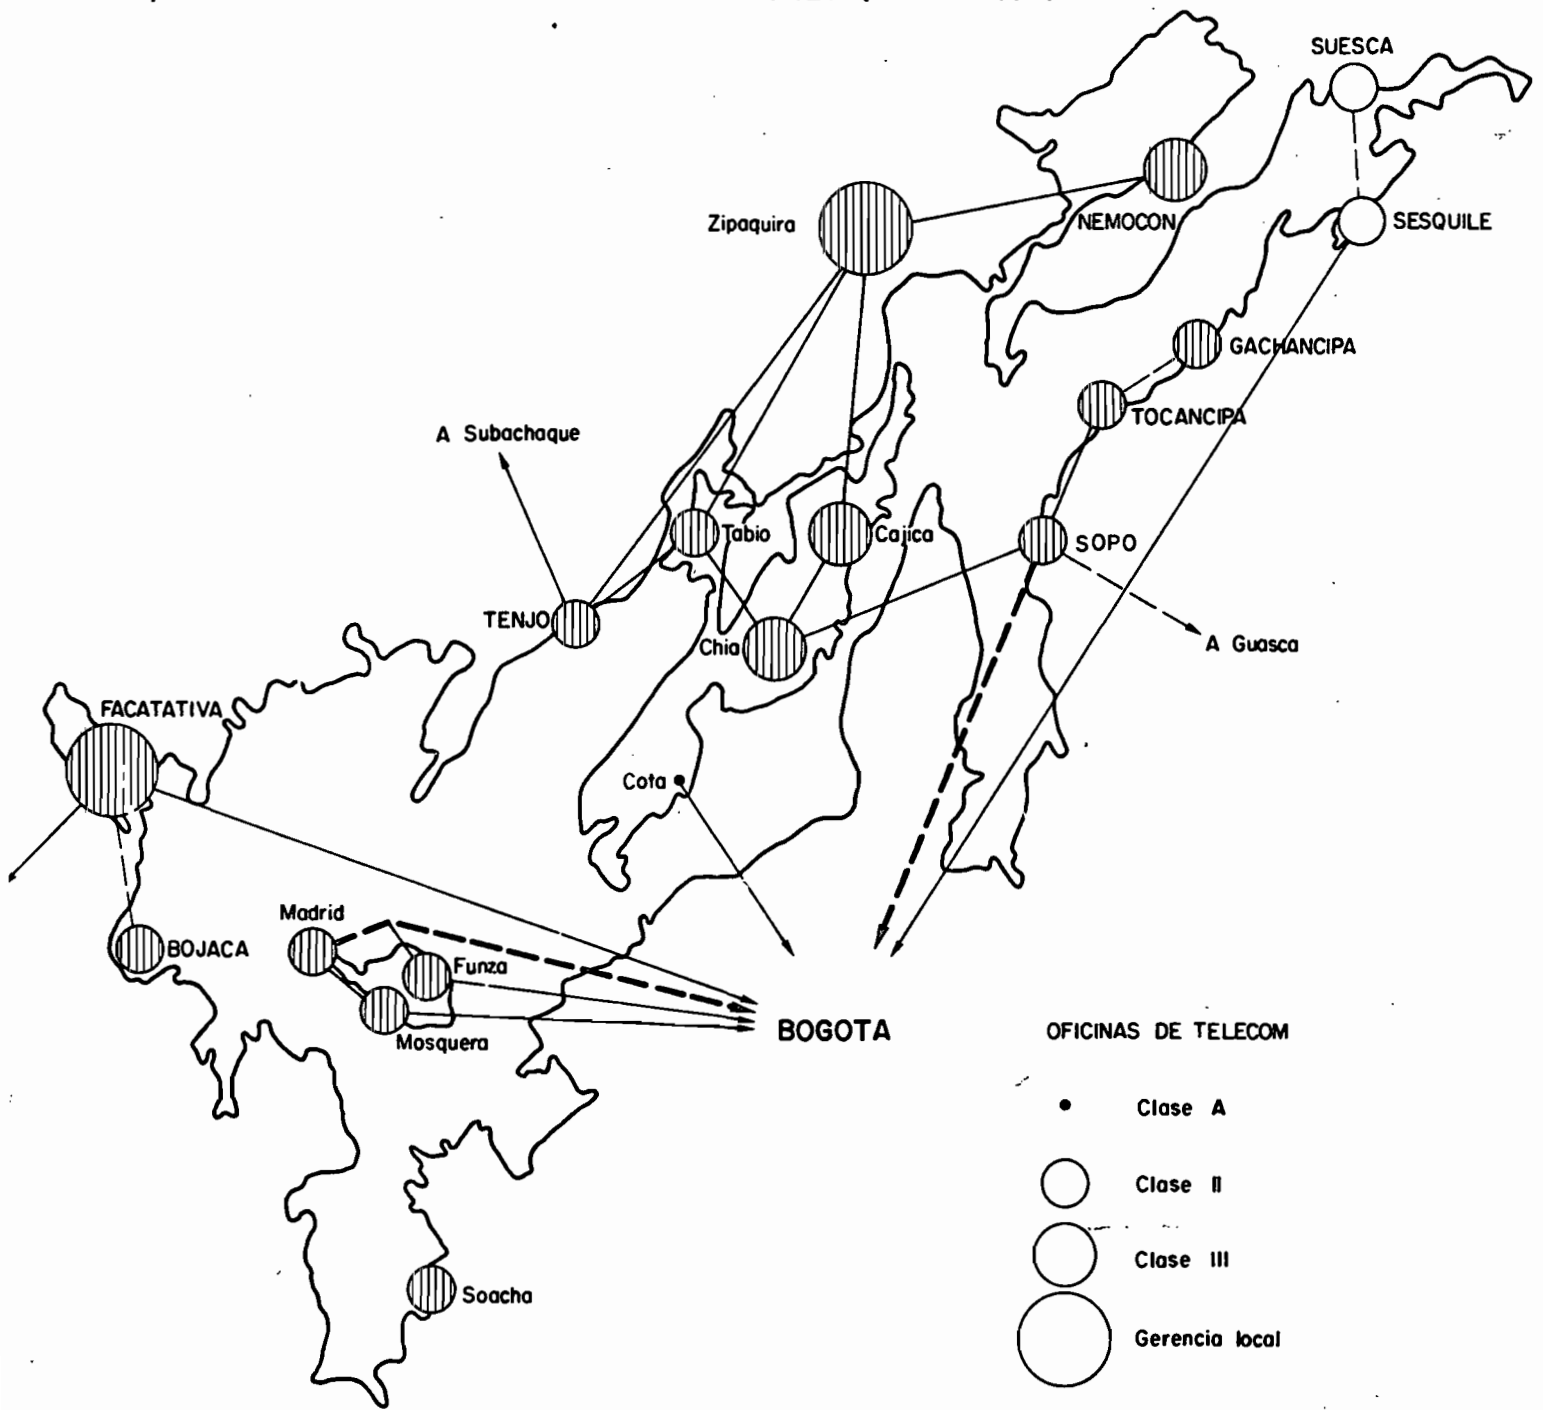 SUESCA
Zipaquira
NEMOCON
SESQUILE
GACHANCIPA
TOCANCIPA
A Subachaque
Tabio
Cajica
SOPO
TENJO
Chia
A Guasca
FACATATIVA
Cota
Madrid
BOJACA
Funza
Mosquera
BOGOTA
OFICINAS DE TELECOM
Clase A
Clase II
Clase III
Soacha
Gerencia local